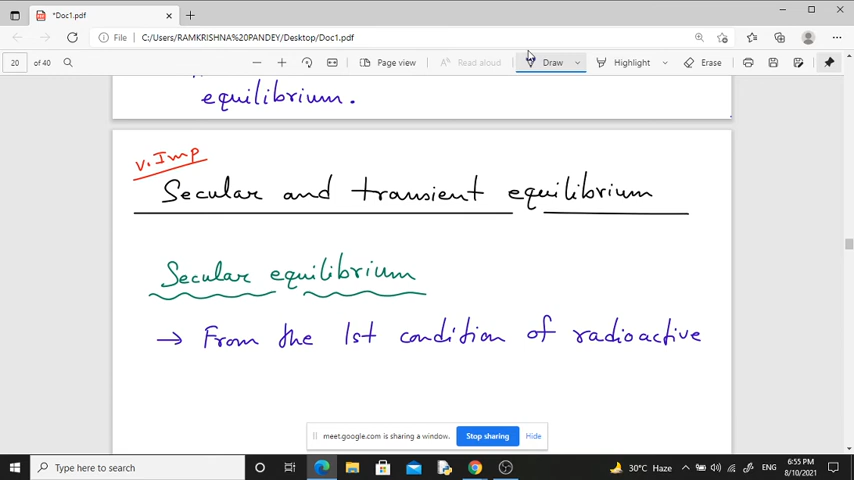 *Doc1.pdf
File
C:/Users/RAMKRISHNA%20PANDEY/Desktop/Doc1.pdf
20 of 40
Page view
Read aloud
Draw
Highlight
Erase
equilibrium.
V. Imp
Secular and transient equilibrium
Secular equilibrium
→ From the 1st condition of radioactive
meet.google.com is sharing a window.
Stop sharing
Hide
Type here to search
30°C Haze
ENG
6:55 PM
8/10/2021